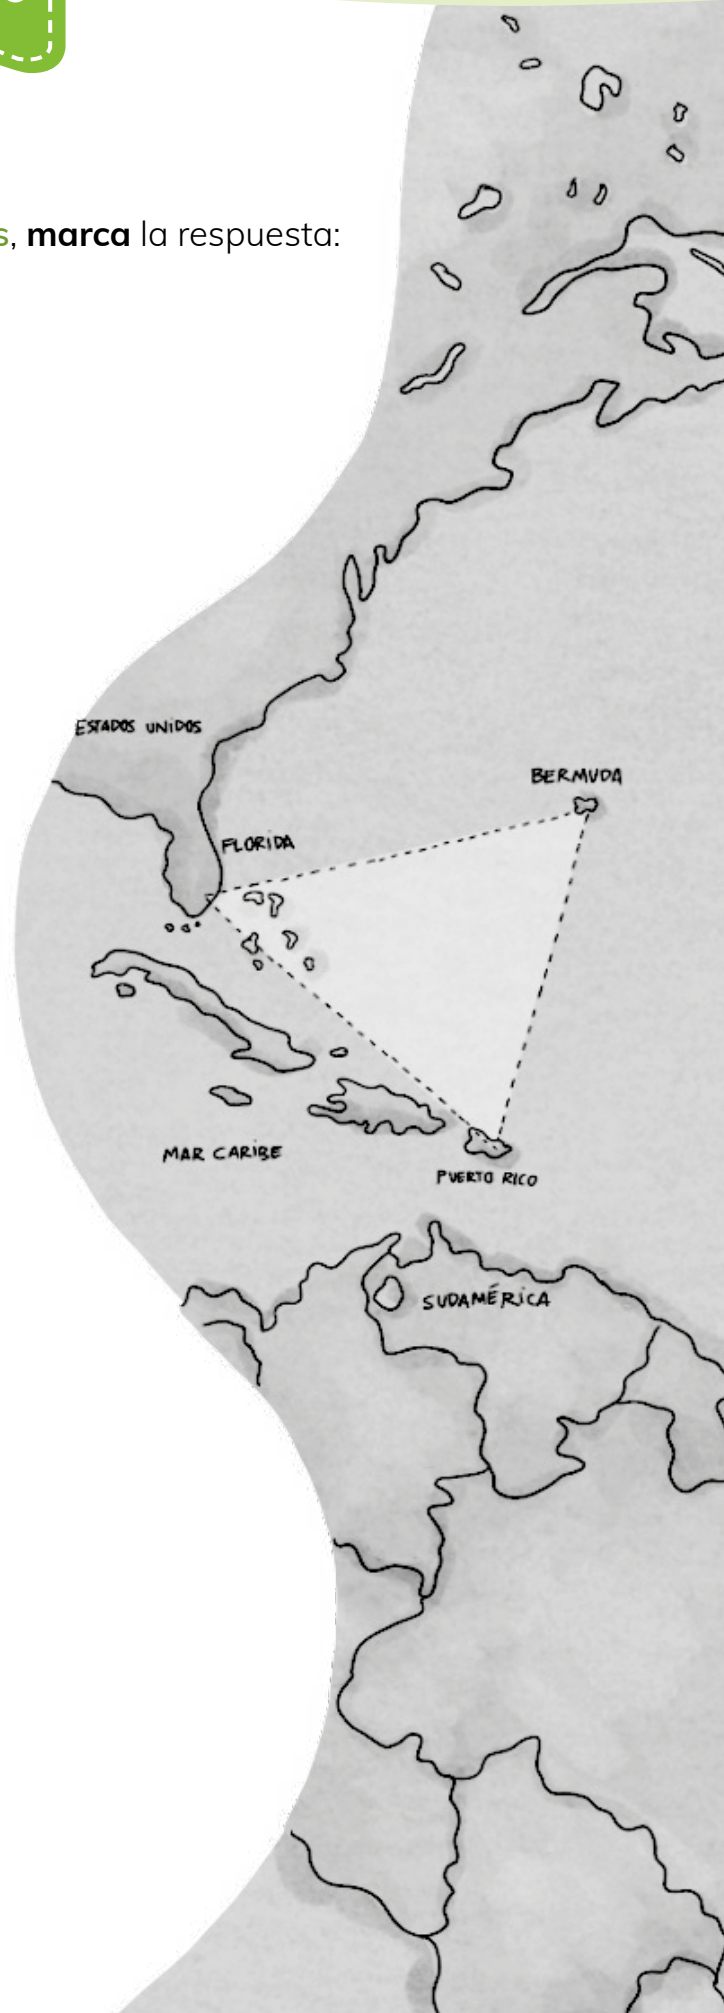 s, marca la respuesta:
ESTADOS UNIDOS
BERMUDA
FLORIDA
MAR CARIBE
PUERTO RICO
SUDAMÉRICA